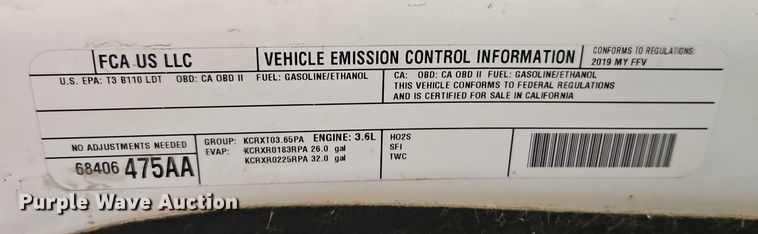 FCA US LLC
VEHICLE EMISSION CONTROL INFORMATION
CONFORMS TO REGULATIONS:
2019 MY FFV
U.S. EPA: T3 B110 LDT OBD: CA OBD II FUEL: GASOLINE/ETHANOL
CA: OBD: CA OBD II FUEL: GASOLINE/ETHANOL
THIS VEHICLE CONFORMS TO FEDERAL REGULATIONS
AND IS CERTIFIED FOR SALE IN CALIFORNIA
NO ADJUSTMENTS NEEDED
68406 475AA
GROUP: KCRXT03.65PA ENGINE: 3.6L
EVAP: KCRXR0183RPA 26.0 gal
KCRXR0225RPA 32.0 gal
HO2S
SFI
TWC
Purple Wave Auction